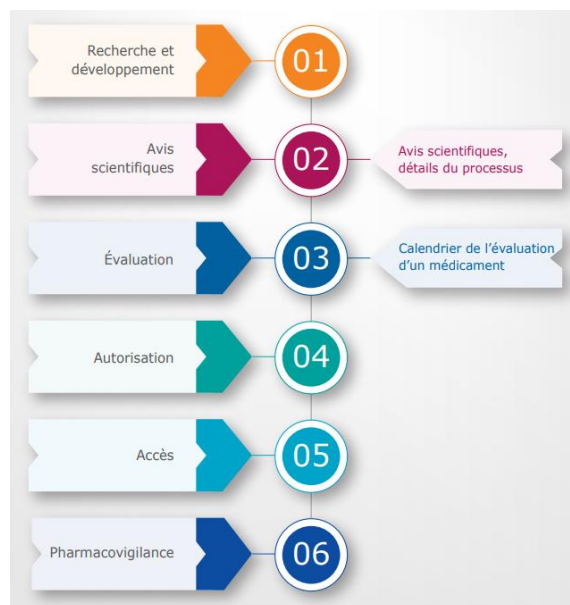 Recherche et
développement
01
Avis
scientifiques
02
Avis scientifiques,
détails du processus
Évaluation
03
Calendrier de l’évaluation
d’un médicament
Autorisation
04
Accès
05
Pharmacovigilance
06